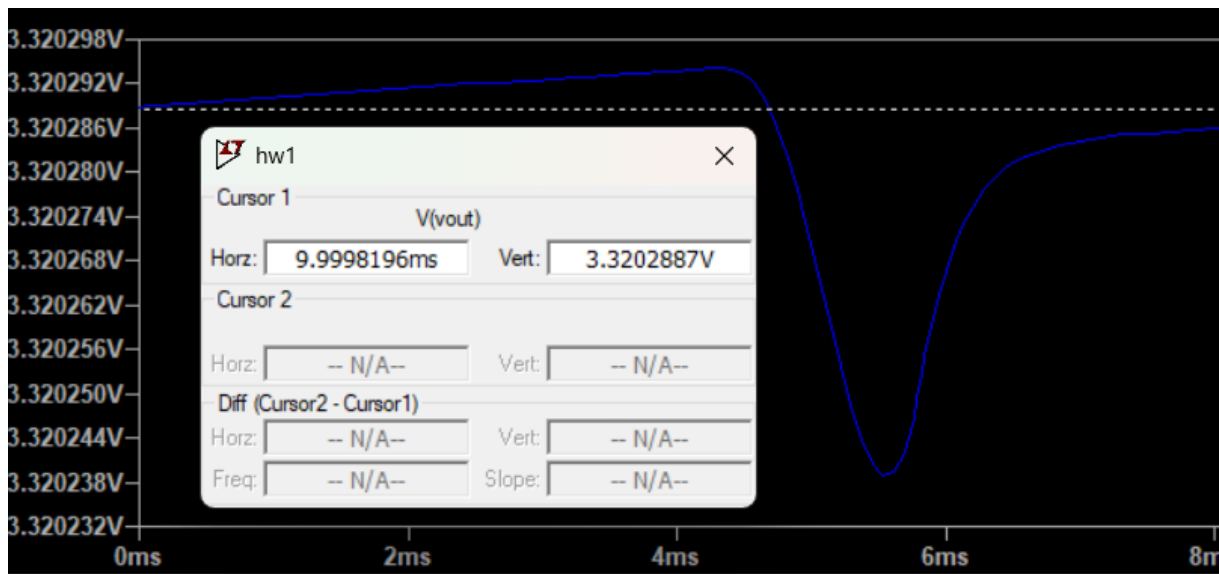 3.320298V
3.320292V
3.320286V
3.320280V
3.320274V
3.320268V
3.320262V
3.320256V
3.320250V
3.320244V
3.320238V
3.320232V
0ms 2ms 4ms 6ms 8m
hw1
Cursor 1
V(vout)
Horz: 9.9998196ms Vert: 3.3202887V
Cursor 2
Horz: -- N/A-- Vert: -- N/A--
Diff (Cursor2 - Cursor1)
Horz: -- N/A-- Vert: -- N/A--
Freq: -- N/A-- Slope: -- N/A--